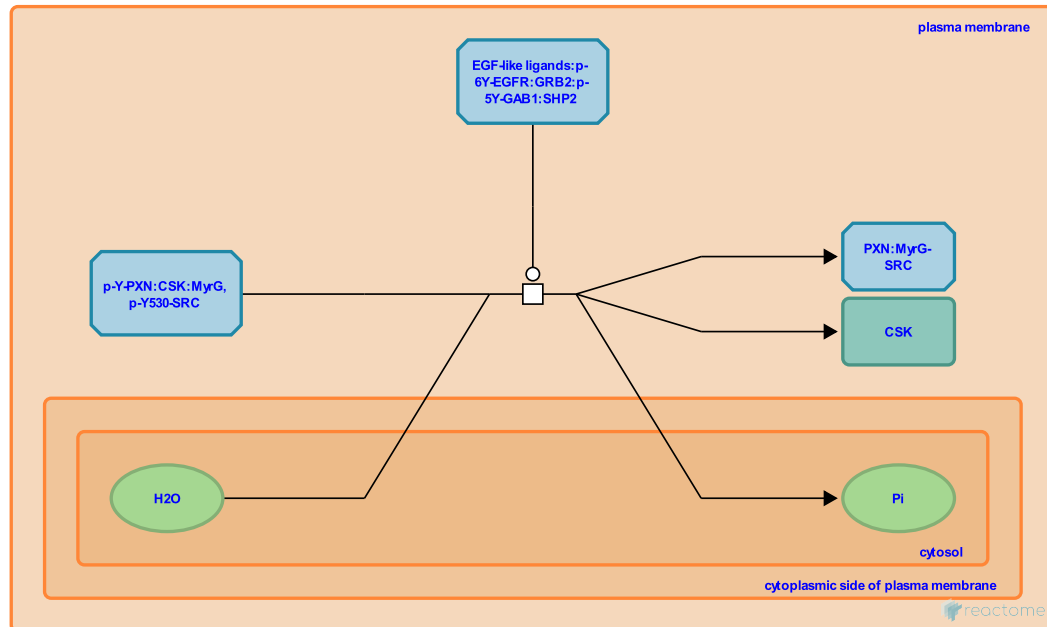 plasma membrane
EGF-like ligands:p-
6Y-EGFR:GRB2:p-
5Y-GAB1:SHP2
PXN:MyrG-
SRC
p-Y-PXN:CSK:MyrG,
p-Y530-SRC
CSK
H2O
Pi
cytosol
cytoplasmic side of plasma membrane
reactome